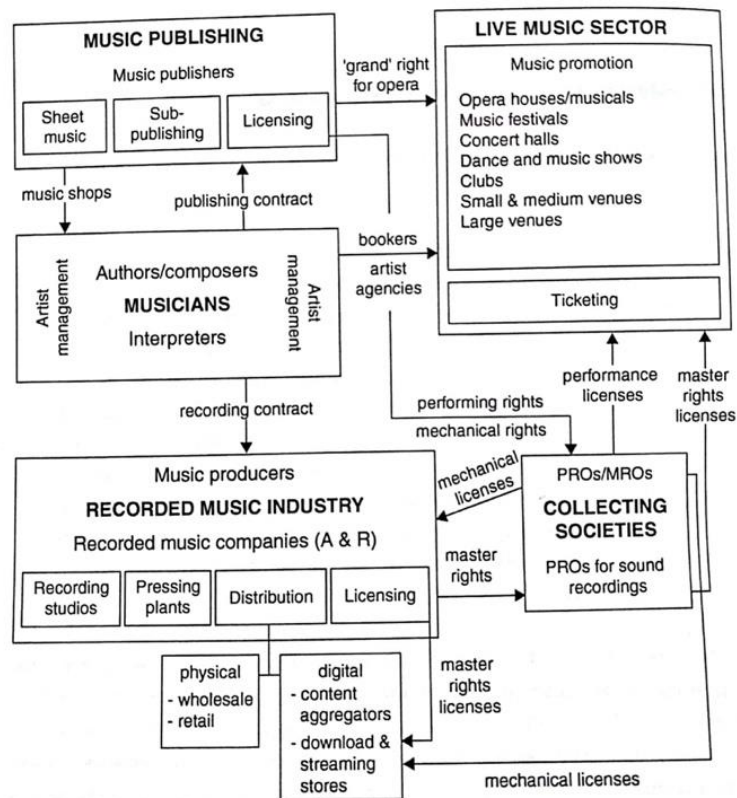 MUSIC PUBLISHING
Music publishers
Sheet
music
Sub-
publishing
Licensing
'grand' right
for opera
LIVE MUSIC SECTOR
Music promotion
Opera houses/musicals
Music festivals
Concert halls
Dance and music shows
Clubs
Small & medium venues
Large venues
Ticketing
music shops
publishing contract
bookers
artist
agencies
Artist
management
Authors/composers
MUSICIANS
Interpreters
Artist
management
recording contract
performing rights
mechanical rights
performance
licenses
master
rights
licenses
Music producers
RECORDED MUSIC INDUSTRY
Recorded music companies (A & R)
Recording
studios
Pressing
plants
Distribution
Licensing
mechanical
licenses
master
rights
PROs/MROs
COLLECTING
SOCIETIES
PROs for sound
recordings
physical
- wholesale
- retail
digital
- content
aggregators
- download &
streaming
stores
master
rights
licenses
mechanical licenses